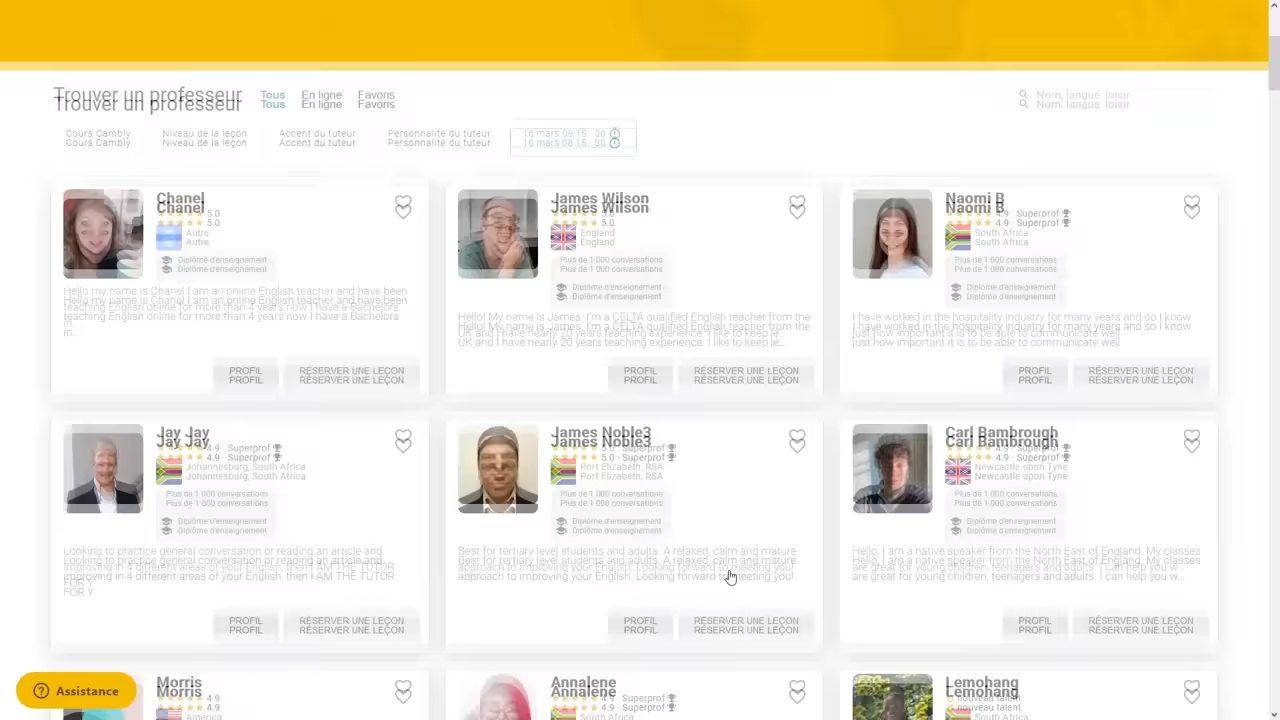 Trouver un professeur Tous En ligne Favoris Nom, langue, loisir
Cours Cambly Niveau de la leçon Accent du tuteur Personnalité du tuteur 16 mars 08:15 30
Chanel
5.0
Autre
Diplôme d'enseignement
Hello my name is Chanel I am an online English teacher and have been
teaching English online for more than 4 years now I have a Bachelors
in...
PROFIL RÉSERVER UNE LEÇON
James Wilson
5.0
England
Plus de 1 000 conversations
Diplôme d'enseignement
Hello! My name is James. I'm a CELTA qualified English teacher from the
UK and I have nearly 20 years teaching experience. I like to keep le...
PROFIL RÉSERVER UNE LEÇON
Naomi B
4.9 · Superprof
South Africa
Plus de 1 000 conversations
Diplôme d'enseignement
I have worked in the hospitality industry for many years and so I know
just how important it is to be able to communicate well
PROFIL RÉSERVER UNE LEÇON
Jay Jay
4.9 · Superprof
Johannesburg, South Africa
Plus de 1 000 conversations
Diplôme d'enseignement
Looking to practice general conversation or reading an article and
improving in 4 different areas of your English, then I AM THE TUTOR
FOR Y
PROFIL RÉSERVER UNE LEÇON
James Noble3
5.0 · Superprof
Port Elizabeth, RSA
Plus de 1 000 conversations
Diplôme d'enseignement
Best for tertiary level students and adults. A relaxed, calm and mature
approach to improving your English. Looking forward to meeting you!
PROFIL RÉSERVER UNE LEÇON
Carl Bambrough
4.9 · Superprof
Newcastle upon Tyne
Plus de 1 000 conversations
Diplôme d'enseignement
Hello, I am a native speaker from the North East of England. My classes
are great for young children, teenagers and adults. I can help you w...
PROFIL RÉSERVER UNE LEÇON
Morris
4.9
America
Annalene
4.9 · Superprof
South Africa
Lemohang
nouveau talent
South Africa
Assistance